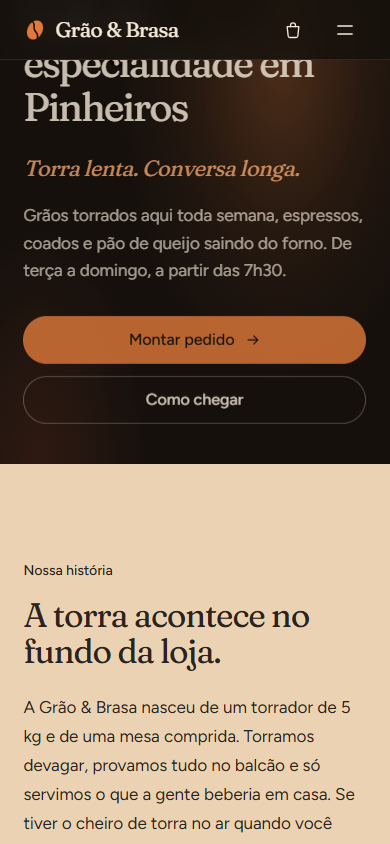 Grão & Brasa
especialidade em
Pinheiros
Torra lenta. Conversa longa.
Grãos torrados aqui toda semana, espressos,
coados e pão de queijo saindo do forno. De
terça a domingo, a partir das 7h30.
Montar pedido →
Como chegar
Nossa história
A torra acontece no
fundo da loja.
A Grão & Brasa nasceu de um torrador de 5
kg e de uma mesa comprida. Torramos
devagar, provamos tudo no balcão e só
servimos o que a gente beberia em casa. Se
tiver o cheiro de torra no ar quando você